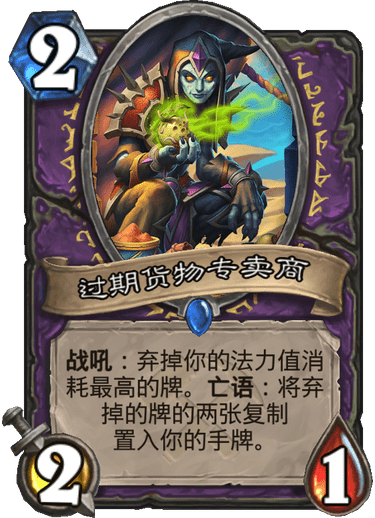 2
过期货物专卖商
战吼：弃掉你的法力值消
耗最高的牌。亡语：将弃
掉的牌的两张复制
置入你的手牌。
2
1